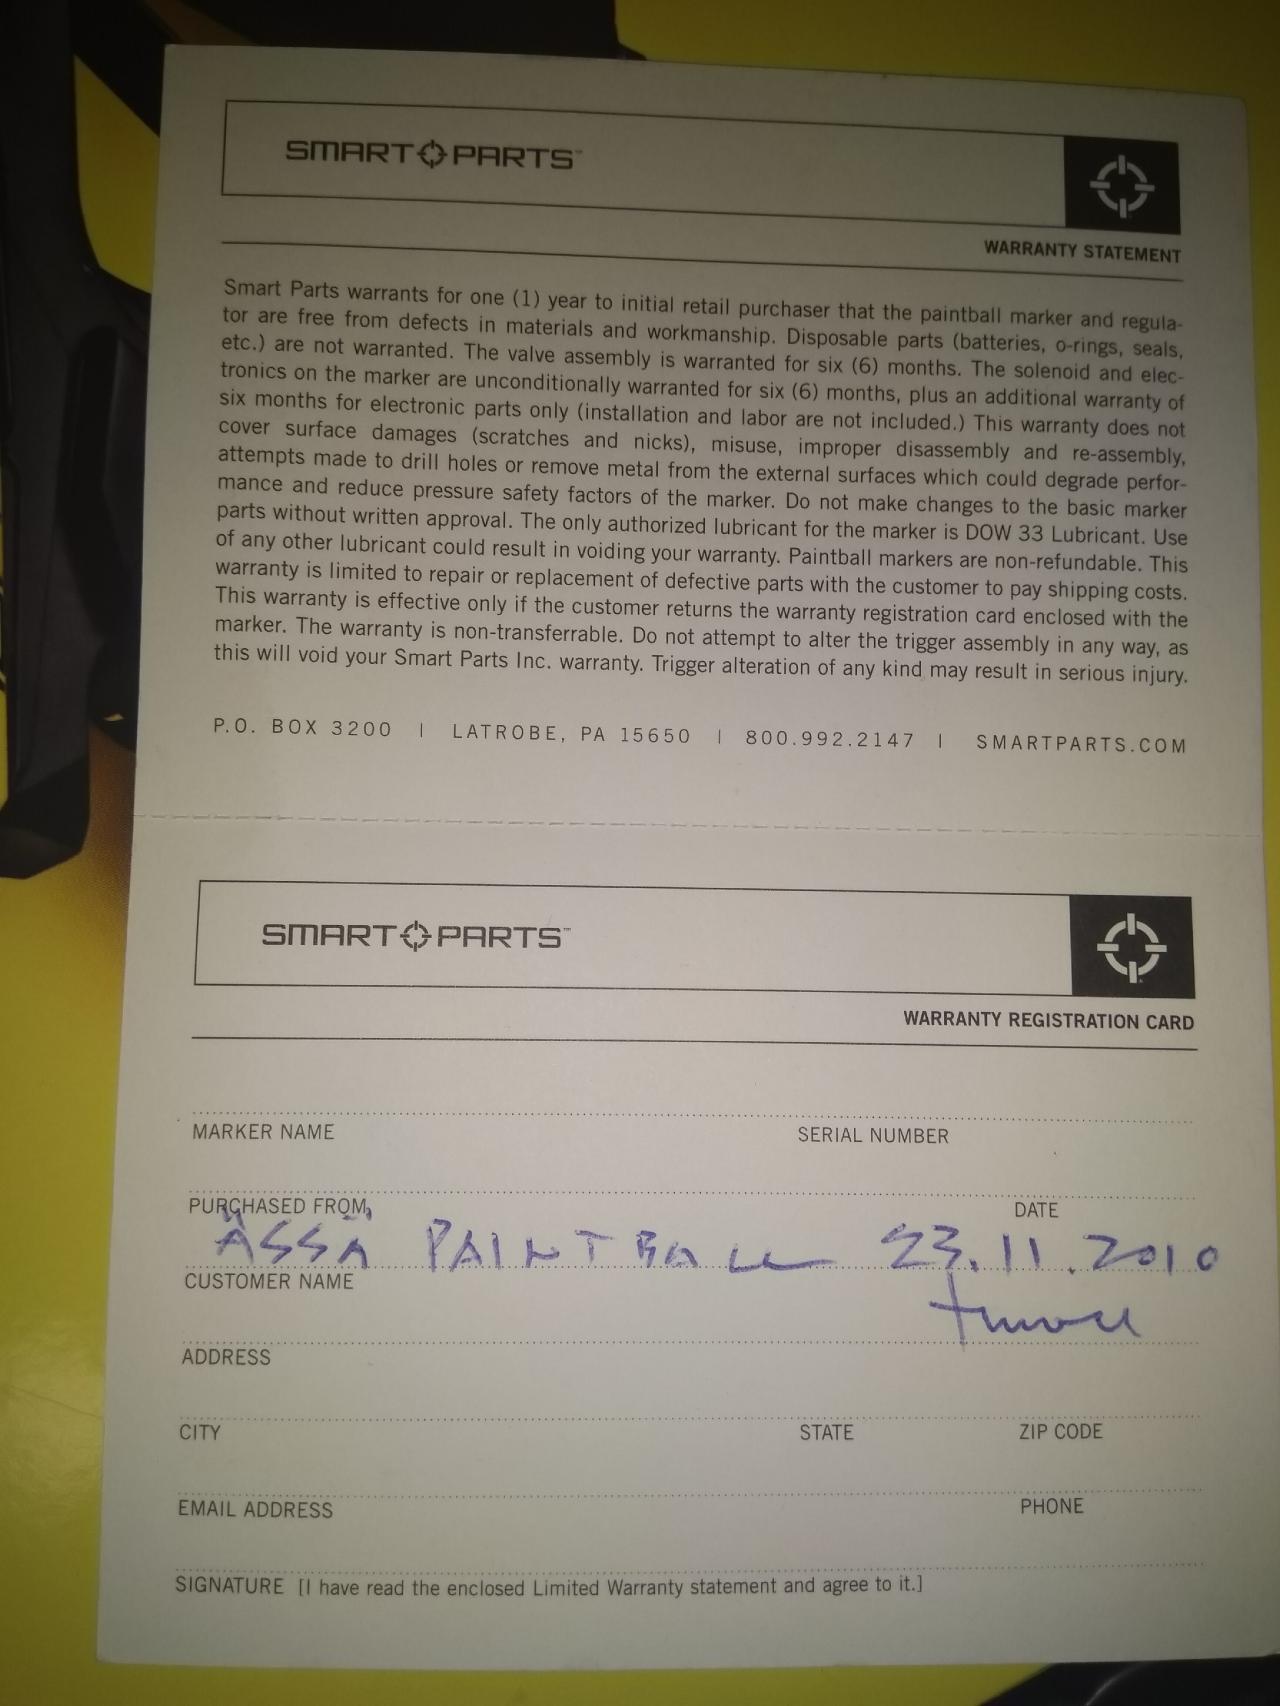 SMART PARTS™
WARRANTY STATEMENT
Smart Parts warrants for one (1) year to initial retail purchaser that the paintball marker and regula-
tor are free from defects in materials and workmanship. Disposable parts (batteries, o-rings, seals,
etc.) are not warranted. The valve assembly is warranted for six (6) months. The solenoid and elec-
tronics on the marker are unconditionally warranted for six (6) months, plus an additional warranty of
six months for electronic parts only (installation and labor are not included.) This warranty does not
cover surface damages (scratches and nicks), misuse, improper disassembly and re-assembly,
attempts made to drill holes or remove metal from the external surfaces which could degrade perfor-
mance and reduce pressure safety factors of the marker. Do not make changes to the basic marker
parts without written approval. The only authorized lubricant for the marker is DOW 33 Lubricant. Use
of any other lubricant could result in voiding your warranty. Paintball markers are non-refundable. This
warranty is limited to repair or replacement of defective parts with the customer to pay shipping costs.
This warranty is effective only if the customer returns the warranty registration card enclosed with the
marker. The warranty is non-transferrable. Do not attempt to alter the trigger assembly in any way, as
this will void your Smart Parts Inc. warranty. Trigger alteration of any kind may result in serious injury.
P.O. BOX 3200 | LATROBE, PA 15650 | 800.992.2147 | SMARTPARTS.COM
SMART PARTS™
WARRANTY REGISTRATION CARD
MARKER NAME SERIAL NUMBER
PURCHASED FROM DATE
ÄSSÄ PAINTBALL 23.11.2010
CUSTOMER NAME
ADDRESS
CITY STATE ZIP CODE
EMAIL ADDRESS PHONE
SIGNATURE [I have read the enclosed Limited Warranty statement and agree to it.]